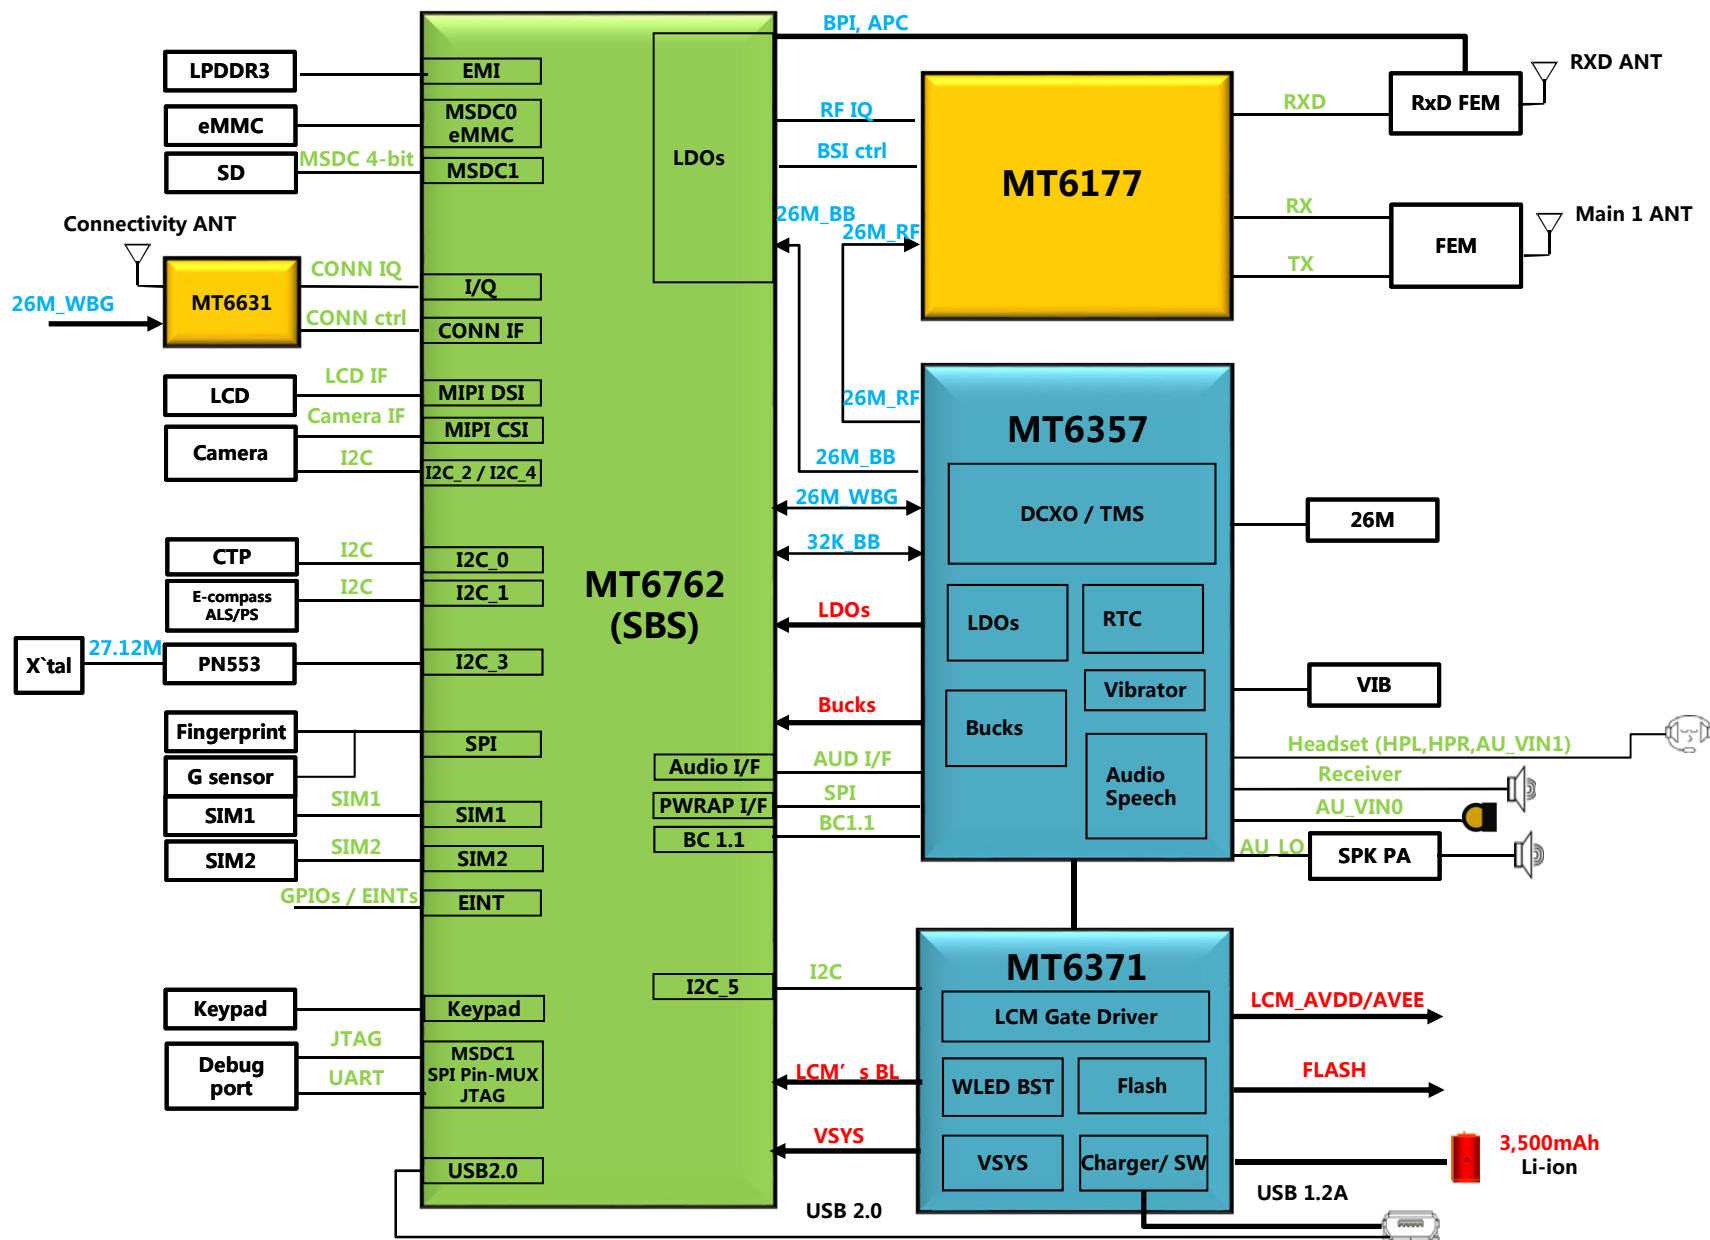 BPI, APC
LPDDR3
EMI
RXD ANT
RXD
RxD FEM
eMMC
MSDC0
eMMC
RF IQ
MSDC 4-bit
SD
MSDC1
LDOs
BSI ctrl
MT6177
Connectivity ANT
26M_BB
26M_RF
RX
Main 1 ANT
FEM
TX
CONN IQ
I/Q
26M_WBG
MT6631
CONN ctrl
CONN IF
LCD IF
LCD
MIPI DSI
26M_RF
Camera IF
MIPI CSI
MT6357
Camera
I2C
I2C_2 / I2C_4
26M_BB
26M_WBG
DCXO / TMS
26M
CTP
I2C
I2C_0
32K_BB
E-compass
ALS/PS
I2C
I2C_1
MT6762
(SBS)
LDOs
LDOs
RTC
X`tal
27.12M
PN553
I2C_3
Vibrator
VIB
Bucks
Bucks
Fingerprint
SPI
G sensor
Headset (HPL,HPR,AU_VIN1)
Audio I/F
AUD I/F
Audio
Speech
Receiver
SIM1
SIM1
SIM1
PWRAP I/F
SPI
AU_VIN0
BC 1.1
BC1.1
SIM2
SIM2
SIM2
AU_LO
SPK PA
GPIOs / EINTs
EINT
MT6371
I2C_5
I2C
Keypad
Keypad
LCM Gate Driver
LCM_AVDD/AVEE
JTAG
Debug
port
UART
MSDC1
SPI Pin-MUX
JTAG
LCM’ s BL
WLED BST
Flash
FLASH
VSYS
VSYS
Charger/ SW
3,500mAh
Li-ion
USB2.0
USB 1.2A
USB 2.0